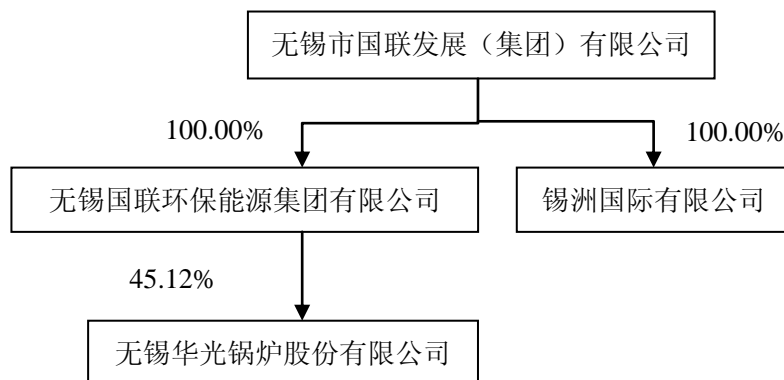 无锡市国联发展（集团）有限公司
100.00%
100.00%
无锡国联环保能源集团有限公司
锡洲国际有限公司
45.12%
无锡华光锅炉股份有限公司